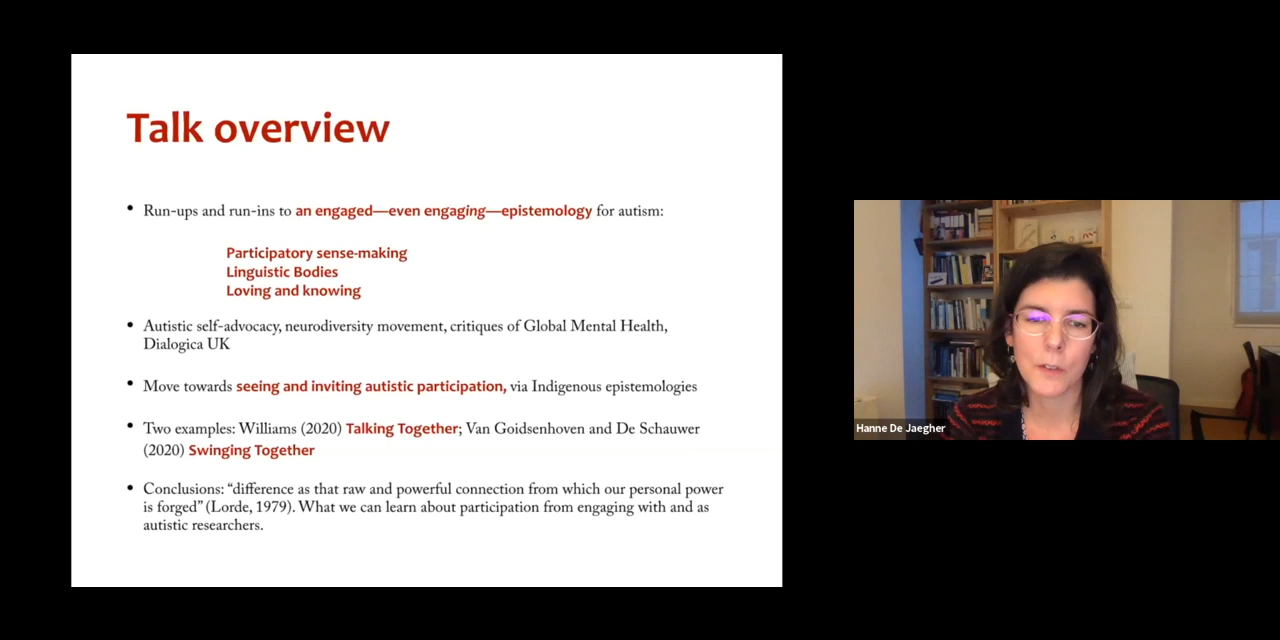 Talk overview
• Run-ups and run-ins to an engaged—even engaging—epistemology for autism:
Participatory sense-making
Linguistic Bodies
Loving and knowing
• Autistic self-advocacy, neurodiversity movement, critiques of Global Mental Health,
Dialogica UK
• Move towards seeing and inviting autistic participation, via Indigenous epistemologies
• Two examples: Williams (2020) Talking Together; Van Goidsenhoven and De Schauwer
(2020) Swinging Together
• Conclusions: “difference as that raw and powerful connection from which our personal power
is forged” (Lorde, 1979). What we can learn about participation from engaging with and as
autistic researchers.
Hanne De Jaegher